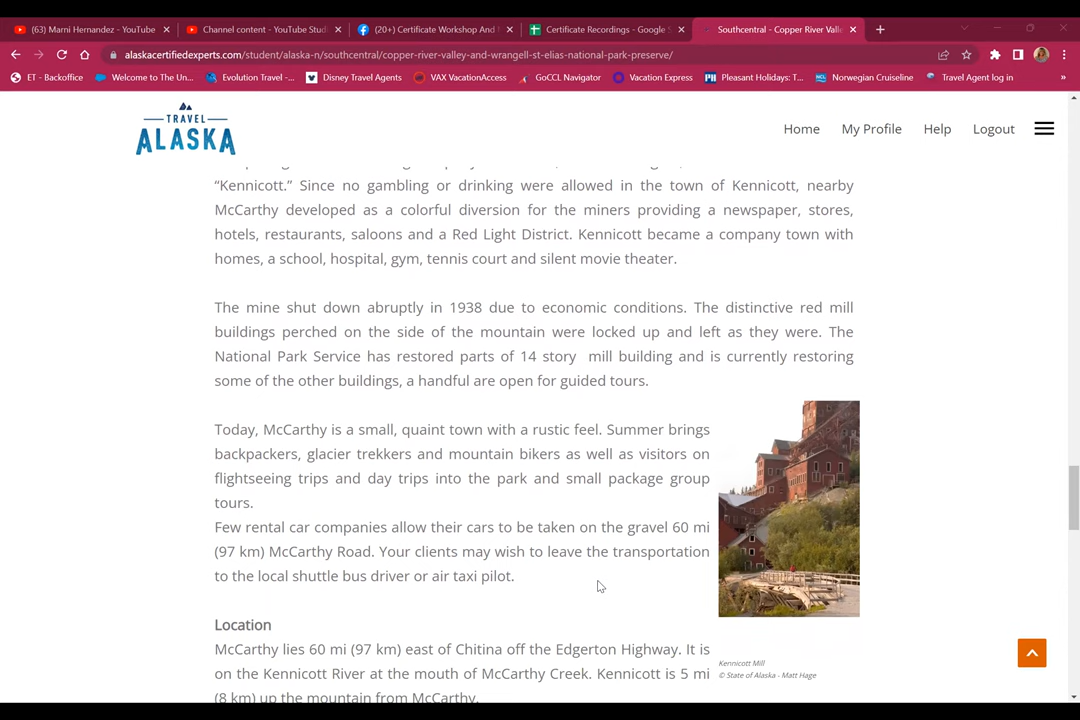 (63) Marni Hernandez - YouTube
Channel content - YouTube Studi
(20+) Certificate Workshop And
Certificate Recordings - Google S
Southcentral - Copper River Valle
alaskacertifiedexperts.com/student/alaska-n/southcentral/copper-river-valley-and-wrangell-st-elias-national-park-preserve/
ET - Backoffice
Welcome to The Un...
Evolution Travel -...
Disney Travel Agents
VAX VacationAccess
GoCCL Navigator
Vacation Express
Pleasant Holidays: T...
Norwegian Cruiseline
Travel Agent log in
TRAVEL
ALASKA
Home
My Profile
Help
Logout
“Kennicott.” Since no gambling or drinking were allowed in the town of Kennicott, nearby
McCarthy developed as a colorful diversion for the miners providing a newspaper, stores,
hotels, restaurants, saloons and a Red Light District. Kennicott became a company town with
homes, a school, hospital, gym, tennis court and silent movie theater.
The mine shut down abruptly in 1938 due to economic conditions. The distinctive red mill
buildings perched on the side of the mountain were locked up and left as they were. The
National Park Service has restored parts of 14 story mill building and is currently restoring
some of the other buildings, a handful are open for guided tours.
Today, McCarthy is a small, quaint town with a rustic feel. Summer brings
backpackers, glacier trekkers and mountain bikers as well as visitors on
flightseeing trips and day trips into the park and small package group
tours.
Few rental car companies allow their cars to be taken on the gravel 60 mi
(97 km) McCarthy Road. Your clients may wish to leave the transportation
to the local shuttle bus driver or air taxi pilot.
Location
McCarthy lies 60 mi (97 km) east of Chitina off the Edgerton Highway. It is
on the Kennicott River at the mouth of McCarthy Creek. Kennicott is 5 mi
(8 km) up the mountain from McCarthy.
Kennicott Mill
© State of Alaska - Matt Hage